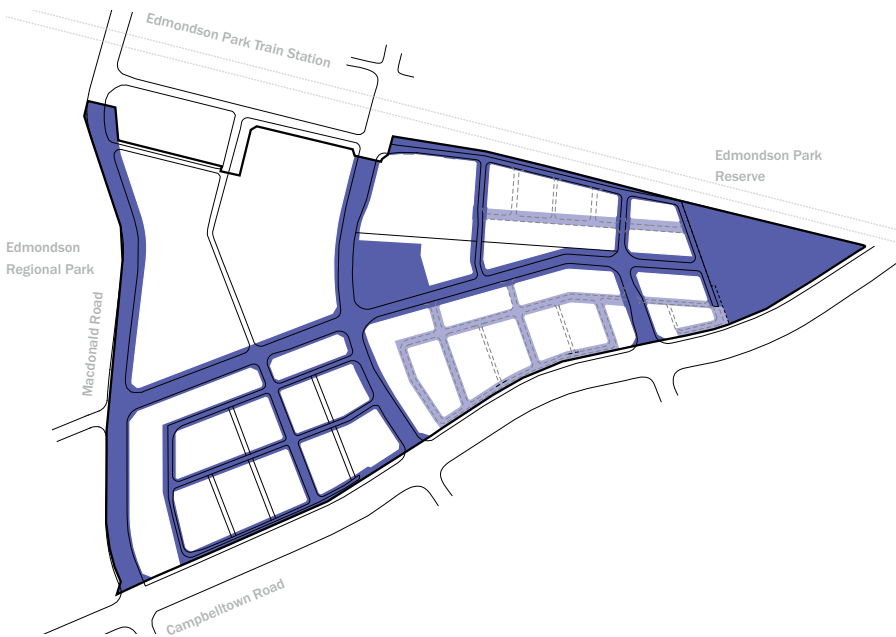 Edmondson Park Train Station
Edmondson Park
Reserve
Edmondson
Regional Park
Macdonald Road
Campbelltown Road